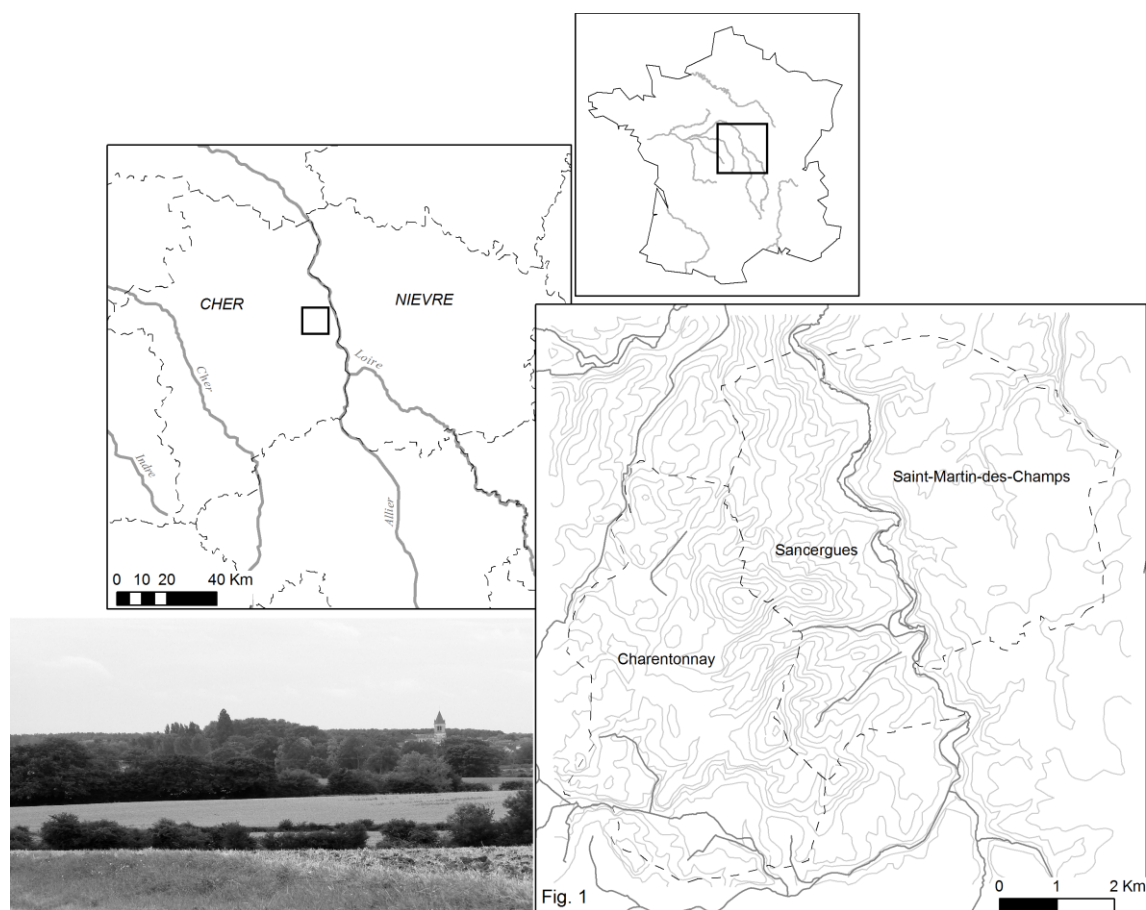 CHER
NIEVRE
Loire
Cher
Indre
Allier
0 10 20 40 Km
Saint-Martin-des-Champs
Sancergues
Charentonnay
Fig. 1
0 1 2 Km